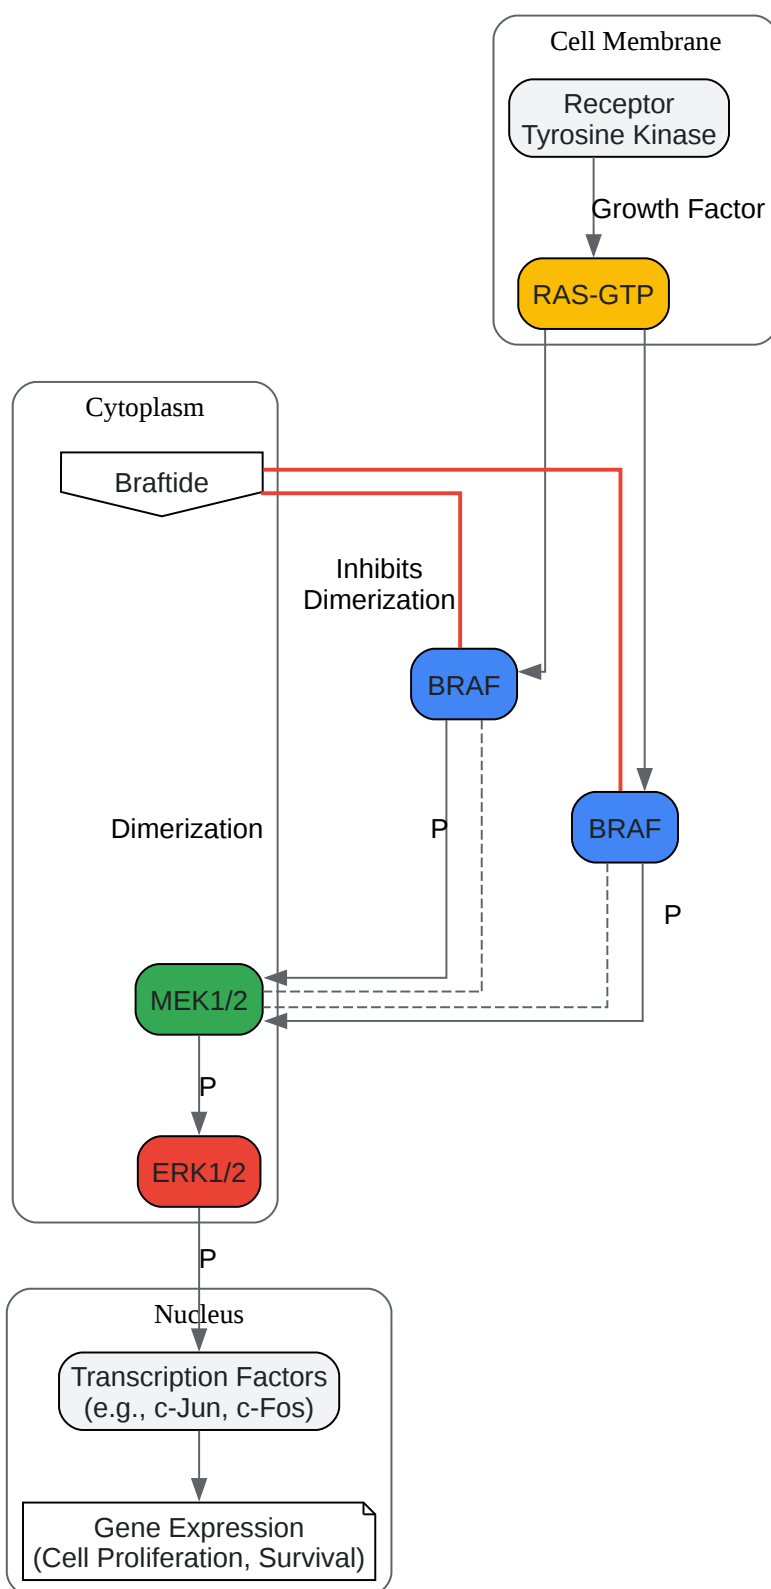 Cell Membrane
Receptor
Tyrosine Kinase
Growth Factor
RAS-GTP
Cytoplasm
Braftide
Inhibits
Dimerization
BRAF
Dimerization
P
BRAF
P
MEK1/2
P
ERK1/2
P
Nucleus
Transcription Factors
(e.g., c-Jun, c-Fos)
Gene Expression
(Cell Proliferation, Survival)